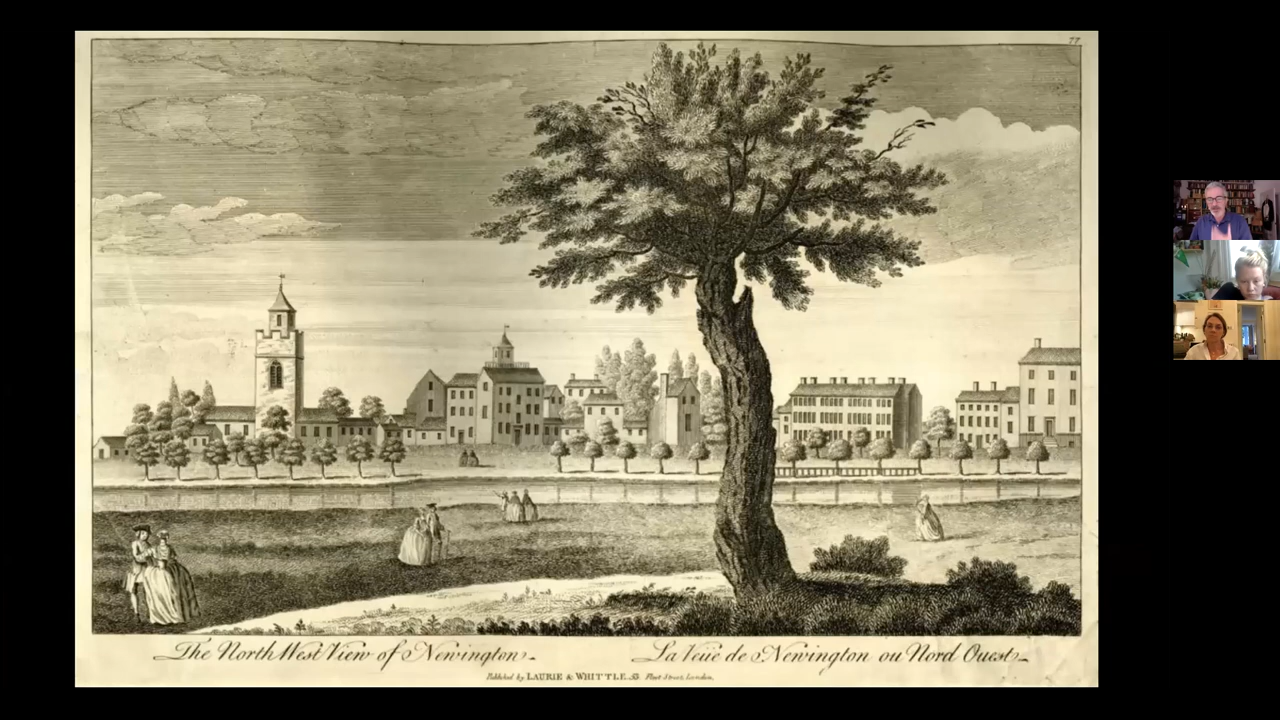 77
The North West View of Newington.
La Veüe de Newington ou Nord Ouest.
Published by LAURIE & WHITTLE, 53 Fleet Street, London.